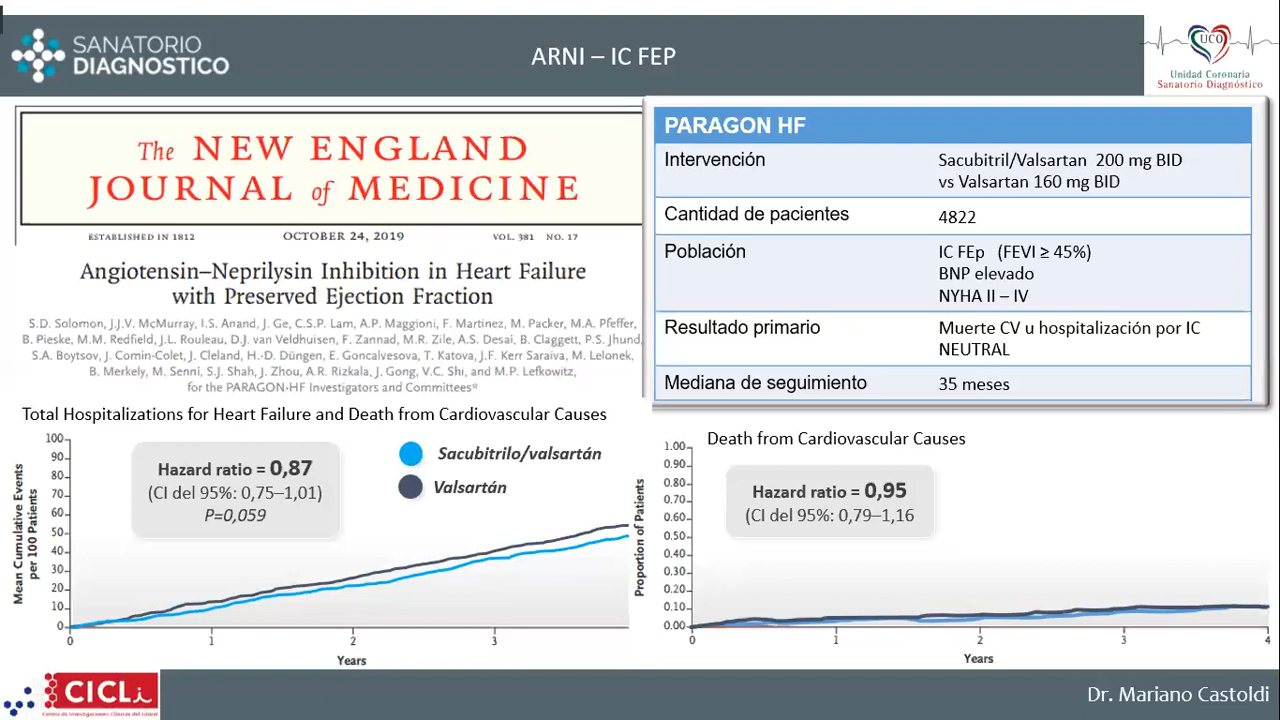 SANATORIO
DIAGNOSTICO
ARNI – IC FEP
UCO
Unidad Coronaria
Sanatorio Diagnóstico
The NEW ENGLAND
JOURNAL of MEDICINE
ESTABLISHED IN 1812 OCTOBER 24, 2019 VOL. 381 NO. 17
Angiotensin–Neprilysin Inhibition in Heart Failure
with Preserved Ejection Fraction
S.D. Solomon, J.J.V. McMurray, I.S. Anand, J. Ge, C.S.P. Lam, A.P. Maggioni, F. Martinez, M. Packer, M.A. Pfeffer,
B. Pieske, M.M. Redfield, J.L. Rouleau, D.J. van Veldhuisen, F. Zannad, M.R. Zile, A.S. Desai, B. Claggett, P.S. Jhund,
S.A. Boytsov, J. Comin-Colet, J. Cleland, H.-D. Düngen, E. Goncalvesova, T. Katova, J.F. Kerr Saraiva, M. Lelonek,
B. Merkely, M. Senni, S.J. Shah, J. Zhou, A.R. Rizkala, J. Gong, V.C. Shi, and M.P. Lefkowitz,
for the PARAGON-HF Investigators and Committees*
PARAGON HF
Intervención Sacubitril/Valsartan 200 mg BID
vs Valsartan 160 mg BID
Cantidad de pacientes 4822
Población IC FEp (FEVI ≥ 45%)
BNP elevado
NYHA II – IV
Resultado primario Muerte CV u hospitalización por IC
NEUTRAL
Mediana de seguimiento 35 meses
Total Hospitalizations for Heart Failure and Death from Cardiovascular Causes
Mean Cumulative Events
per 100 Patients
100
90
80
70
60
50
40
30
20
10
0
Hazard ratio = 0,87
(CI del 95%: 0,75–1,01)
P=0,059
Sacubitrilo/valsartán
Valsartán
0 1 2 3
Years
Death from Cardiovascular Causes
Proportion of Patients
1.00
0.90
0.80
0.70
0.60
0.50
0.40
0.30
0.20
0.10
0.00
Hazard ratio = 0,95
(CI del 95%: 0,79–1,16
0 1 2 3 4
Years
CICLi
Centro de Investigaciones Clínicas del Litoral
Dr. Mariano Castoldi